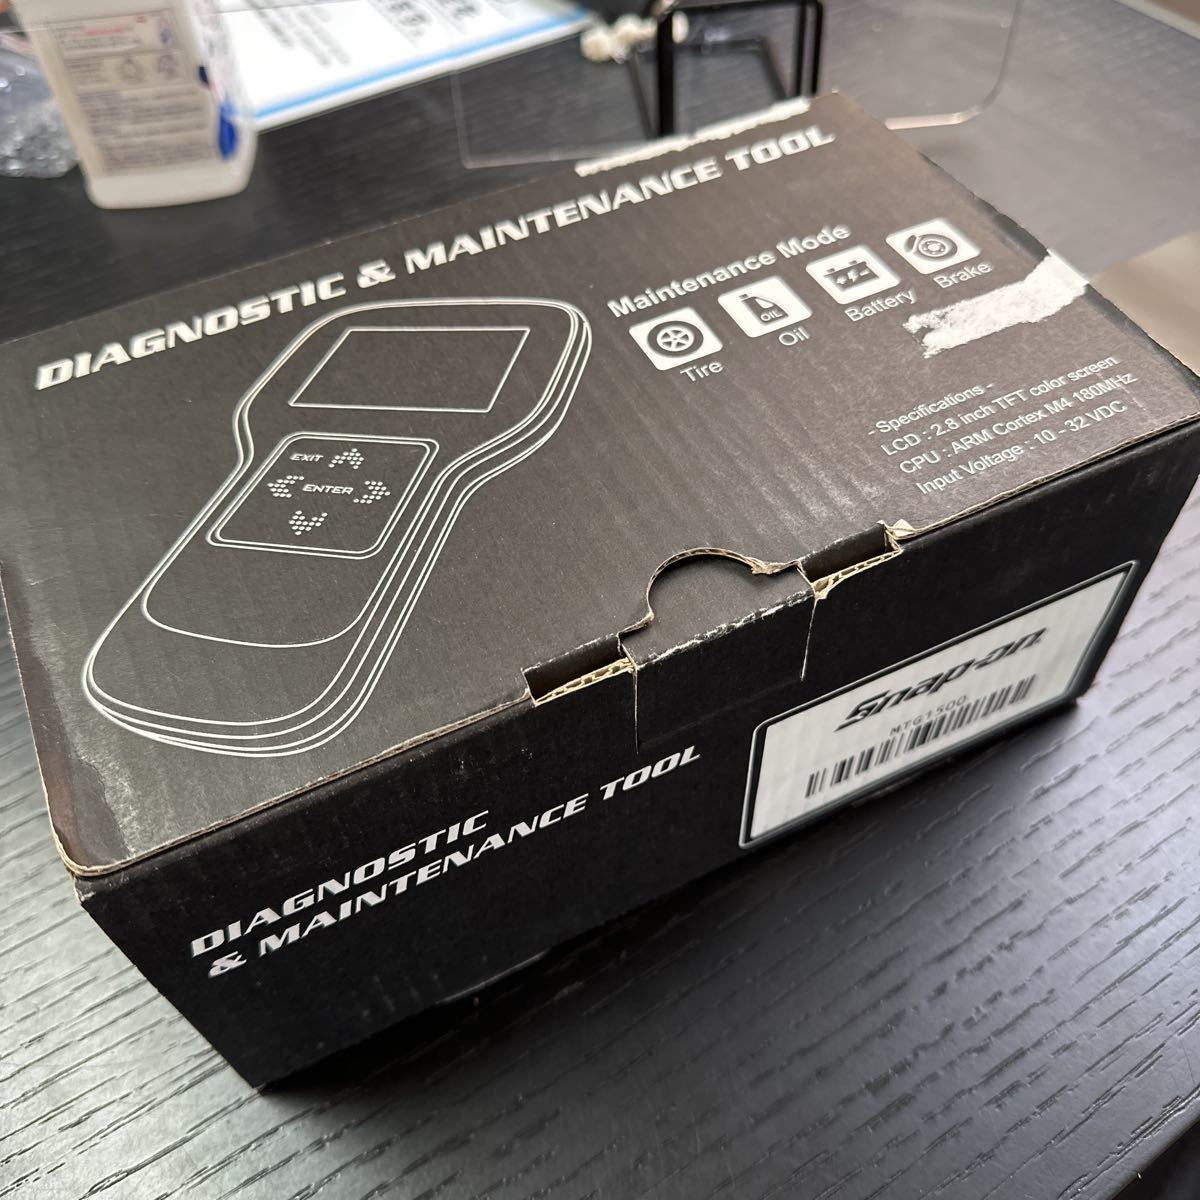 DIAGNOSTIC & MAINTENANCE TOOL
Maintenance Mode
Tire
Oil
Battery
Brake
OIL
EXIT
ENTER
- Specifications -
LCD : 2.8 inch TFT color screen
CPU : ARM Cortex M4 180MHz
Input Voltage : 10 -32 VDC
DIAGNOSTIC
& MAINTENANCE TOOL
Snap-on
MTG1500